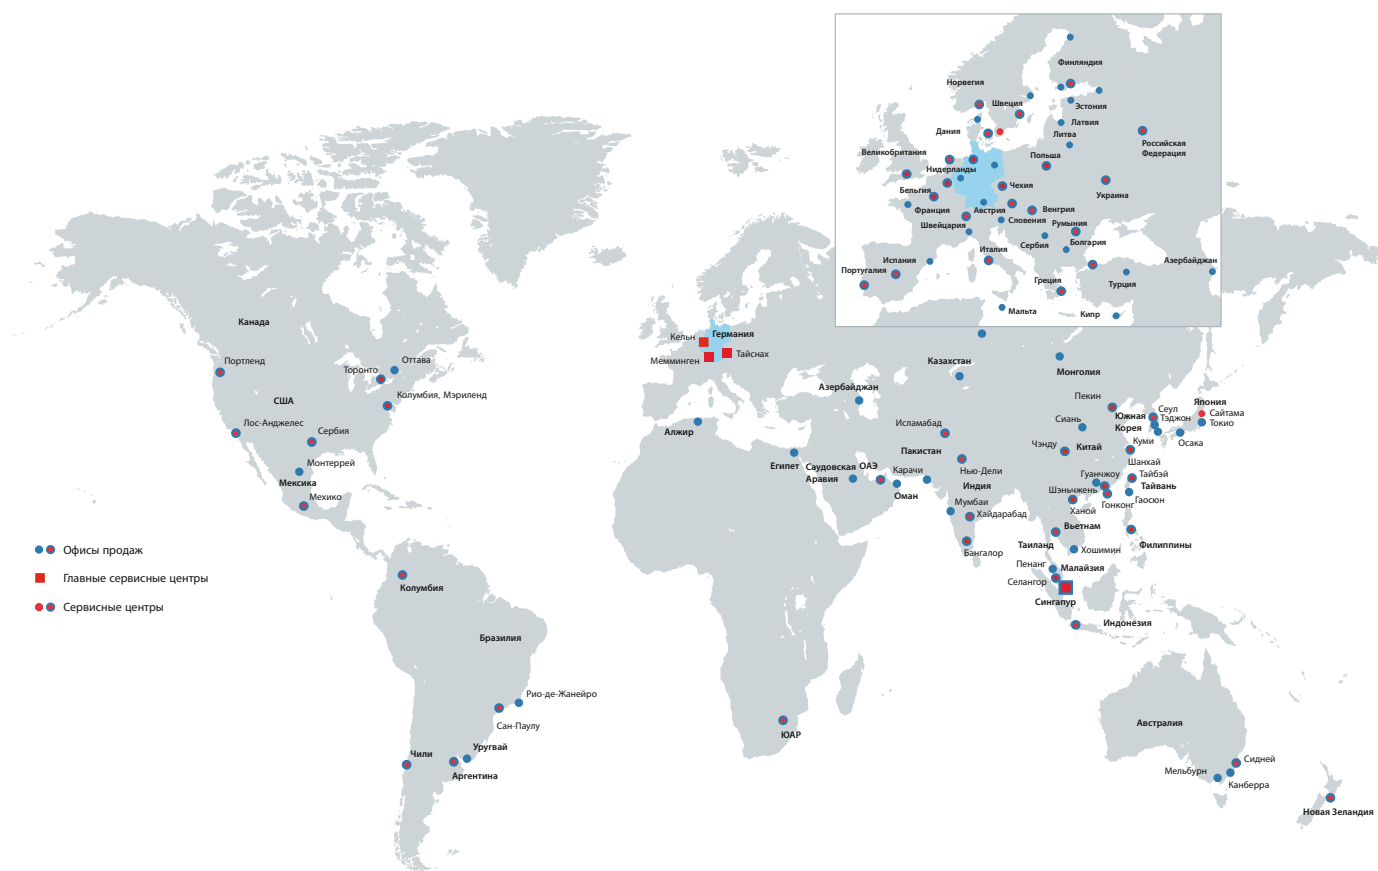 Финляндия
Норвегия
Швеция
Эстония
Латвия
Дания
Литва
Российская
Федерация
Великобритания
Польша
Нидерланды
Чехия
Бельгия
Украина
Франция
Австрия
Венгрия
Словения
Румыния
Швейцария
Сербия
Болгария
Италия
Испания
Азербайджан
Португалия
Греция
Турция
Мальта
Кипр
Канада
Портленд
Оттава
Торонто
США
Колумбия, Мэриленд
Лос-Анджелес
Сербия
Монтеррей
Мексика
Мехико
Кельн
Германия
Мемминген
Тайснах
Казахстан
Монголия
Азербайджан
Алжир
Египет
Саудовская
Аравия
ОАЭ
Оман
Карачи
Исламабад
Пакистан
Нью-Дели
Индия
Мумбаи
Хайдарабад
Бангалор
Пекин
Сиань
Чэнду
Китай
Южная
Корея
Сеул
Тэджон
Куми
Япония
Сайтама
Токио
Осака
Шанхай
Гуанчжоу
Тайбэй
Шэньчжень
Тайвань
Гонконг
Гаосюн
Ханой
Вьетнам
Таиланд
Филиппины
Хошимин
Пенанг
Малайзия
Селангор
Сингапур
Индонезия
Офисы продаж
Главные сервисные центры
Сервисные центры
Колумбия
Бразилия
Рио-де-Жанейро
Сан-Паулу
Уругвай
Чили
Аргентина
ЮАР
Австралия
Сидней
Мельбурн
Канберра
Новая Зеландия